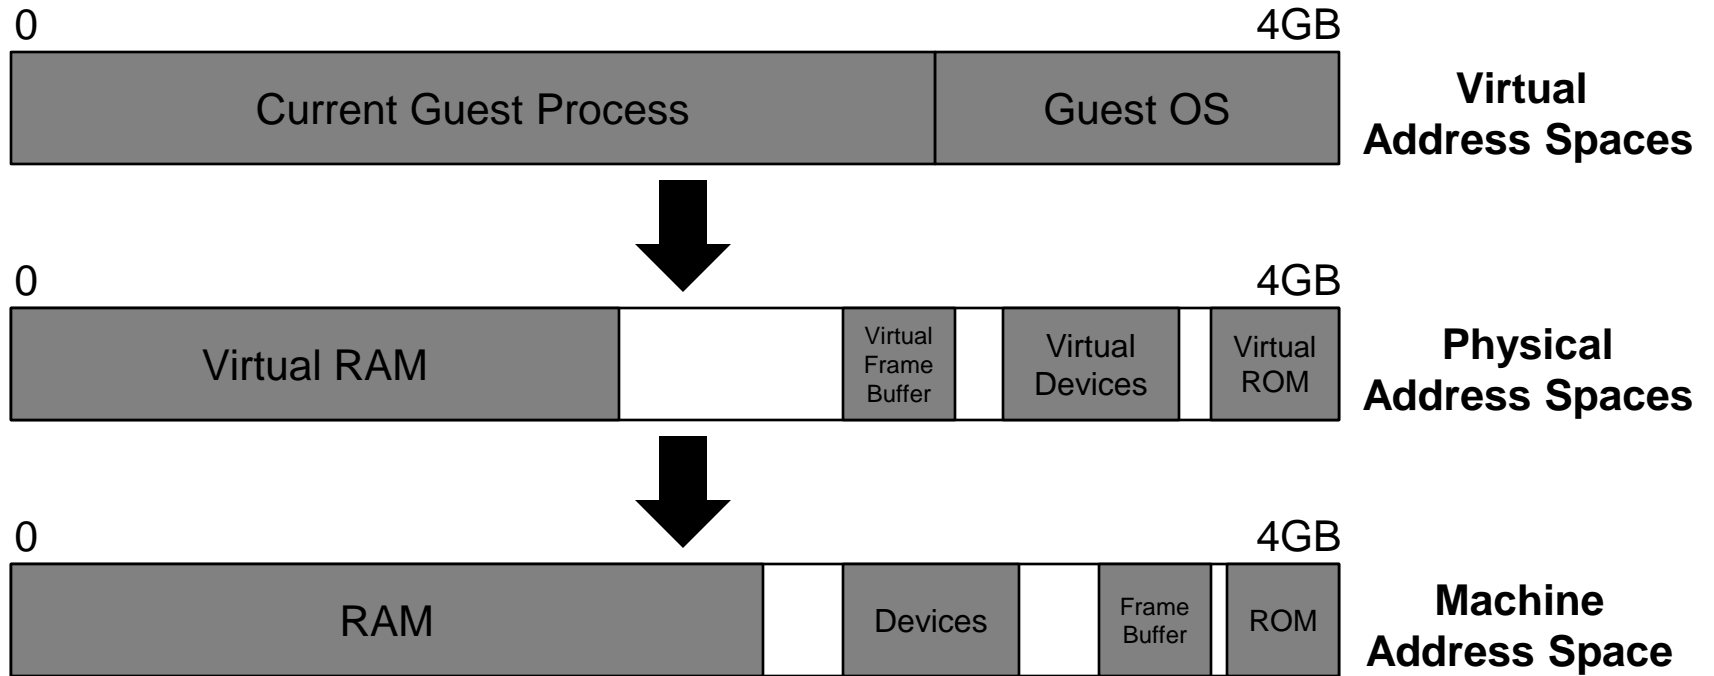 0
4GB
Current Guest Process
Guest OS
Virtual
Address Spaces
0
4GB
Virtual RAM
Virtual
Frame
Buffer
Virtual
Devices
Virtual
ROM
Physical
Address Spaces
0
4GB
RAM
Devices
Frame
Buffer
ROM
Machine
Address Space